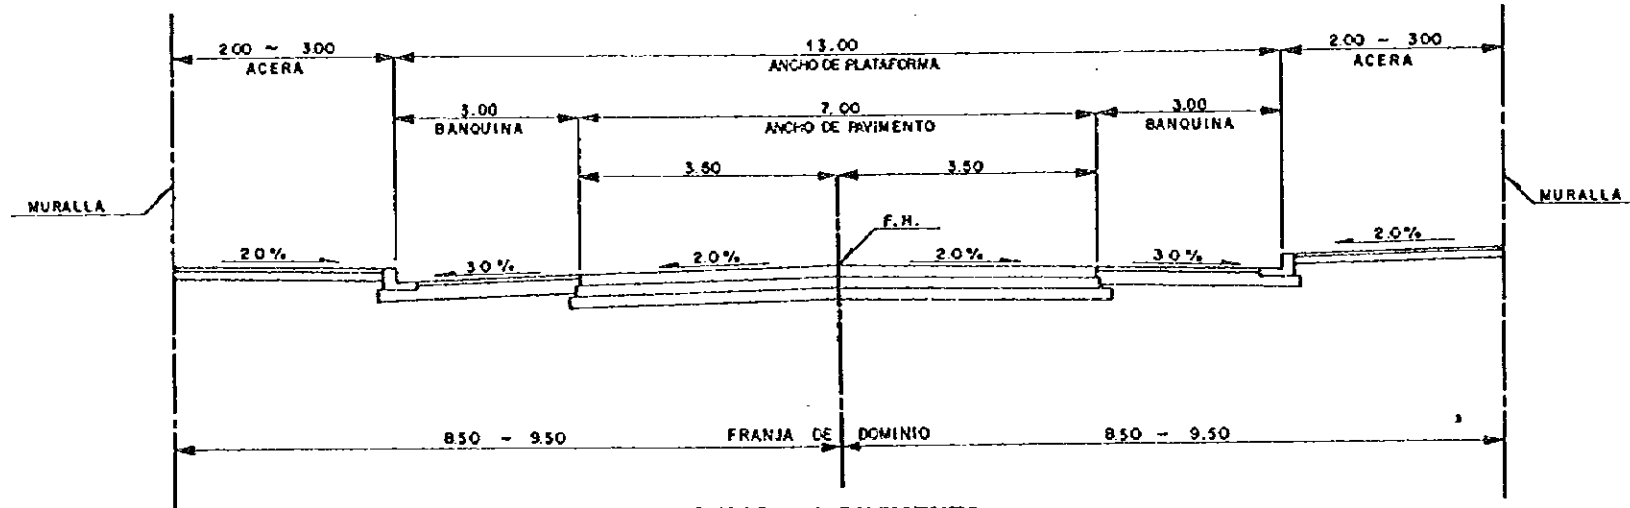 2.00 ~ 3.00
ACERA
13.00
ANCHO DE PLATAFORMA
2.00 ~ 3.00
ACERA
3.00
BANQUINA
7.00
ANCHO DE PAVIMENTO
3.00
BANQUINA
3.50
3.50
MURALLA
MURALLA
F.H.
2.0%
3.0%
2.0%
2.0%
3.0%
2.0%
8.50 - 9.50
FRANJA DE DOMINIO
8.50 - 9.50